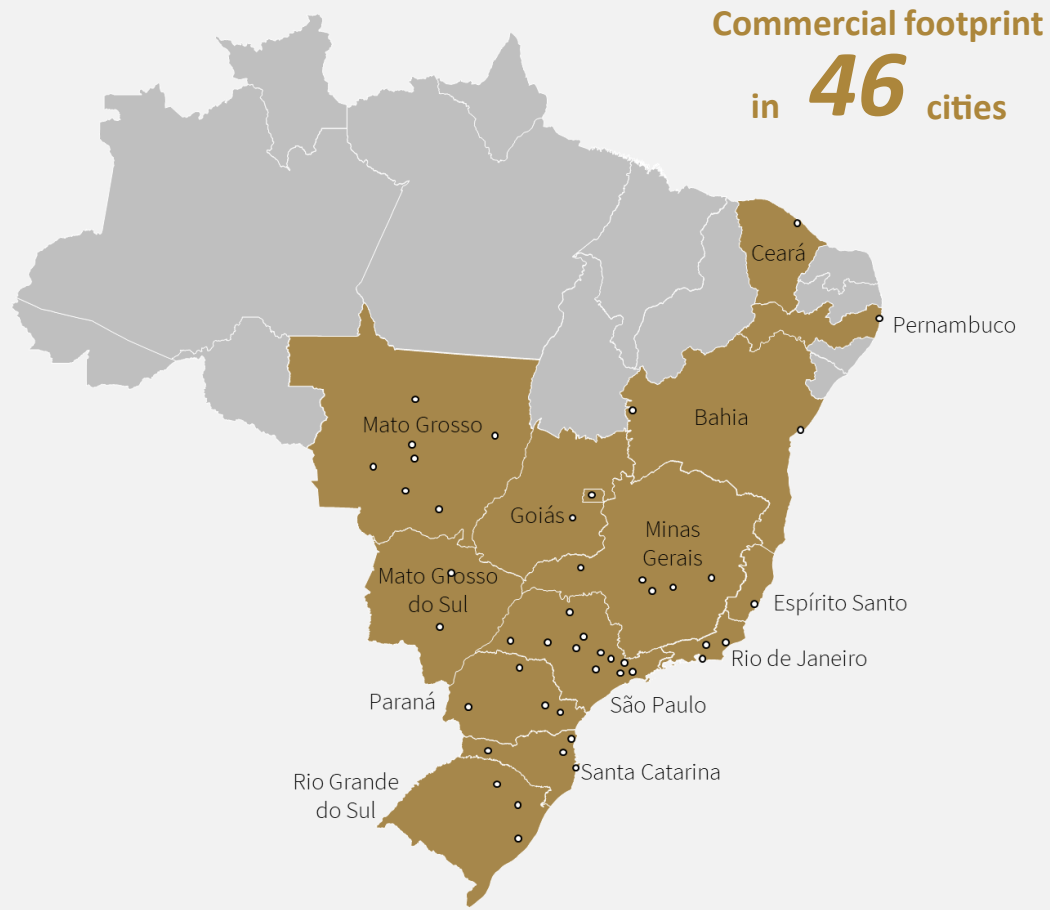 Commercial footprint
in 46 cities
Ceará
Pernambuco
Bahia
Mato Grosso
Goiás
Minas
Gerais
Mato Grosso
do Sul
Espírito Santo
Rio de Janeiro
Paraná
São Paulo
Santa Catarina
Rio Grande
do Sul